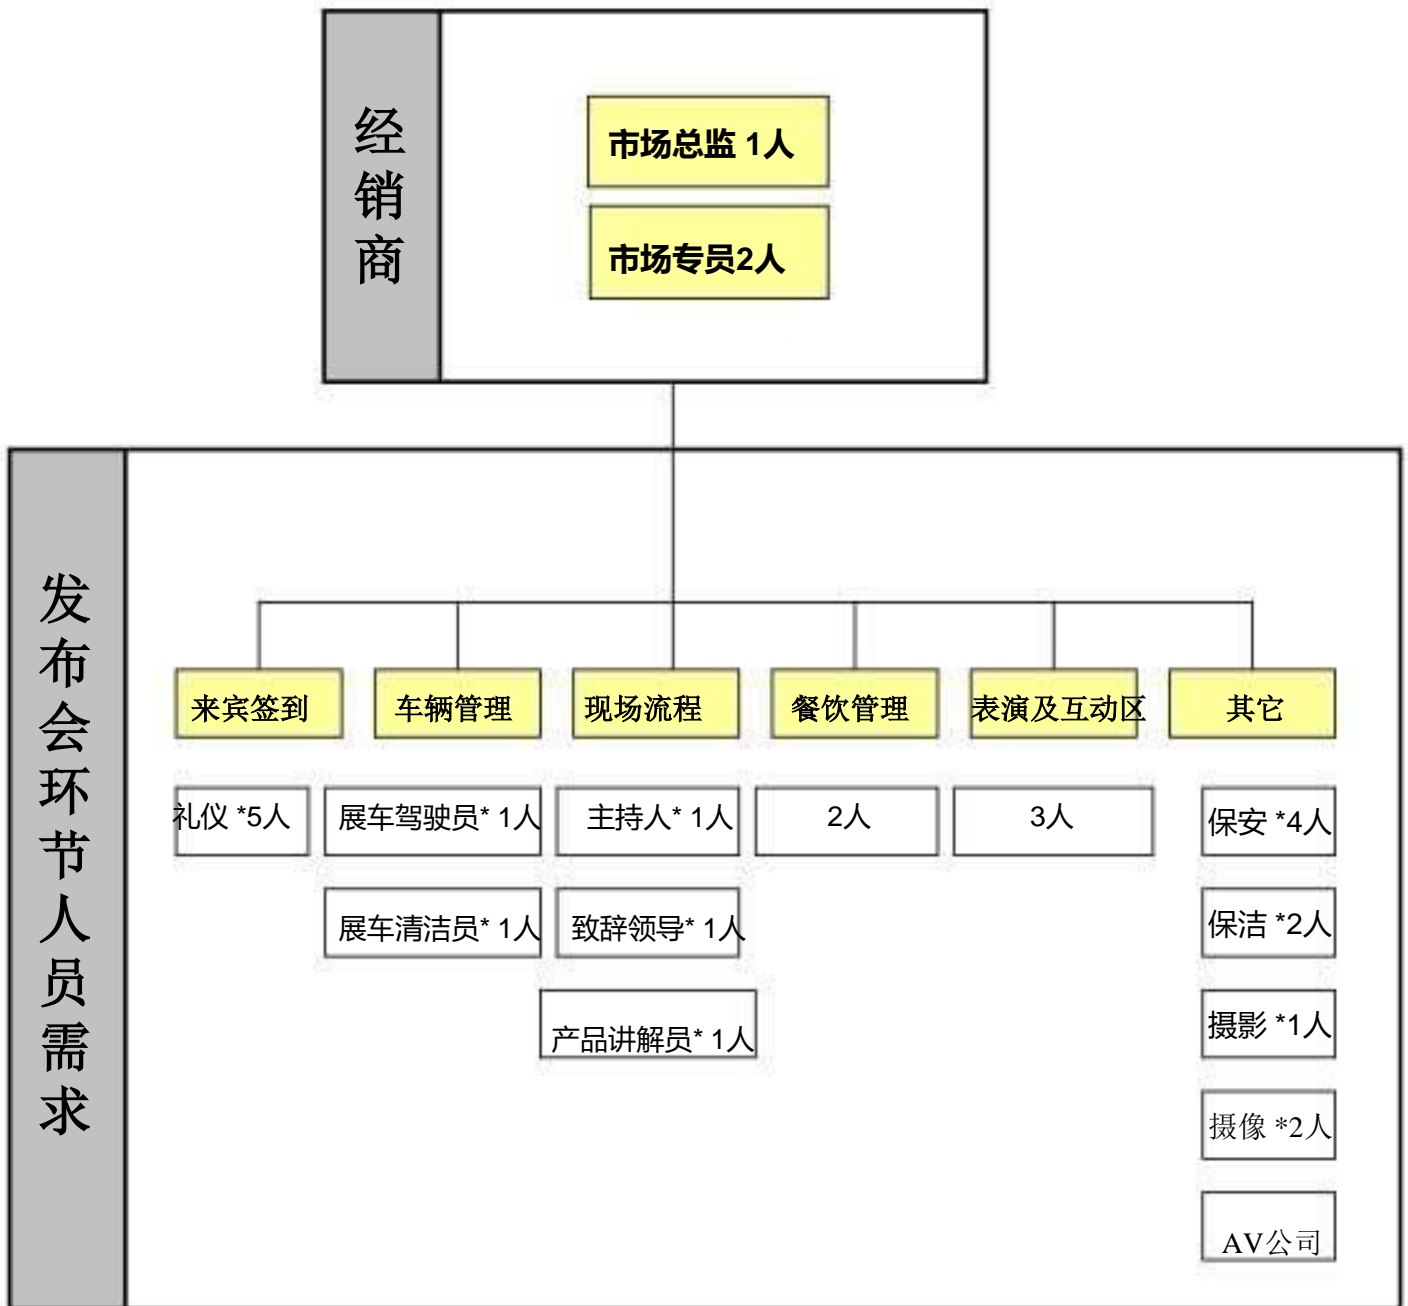 经销商
市场总监 1人
市场专员2人
发布会环节人员需求
来宾签到
车辆管理
现场流程
餐饮管理
表演及互动区
其它
礼仪 *5人
展车驾驶员* 1人
主持人* 1人
2人
3人
保安 *4人
展车清洁员* 1人
致辞领导* 1人
保洁 *2人
产品讲解员* 1人
摄影 *1人
摄像 *2人
AV公司